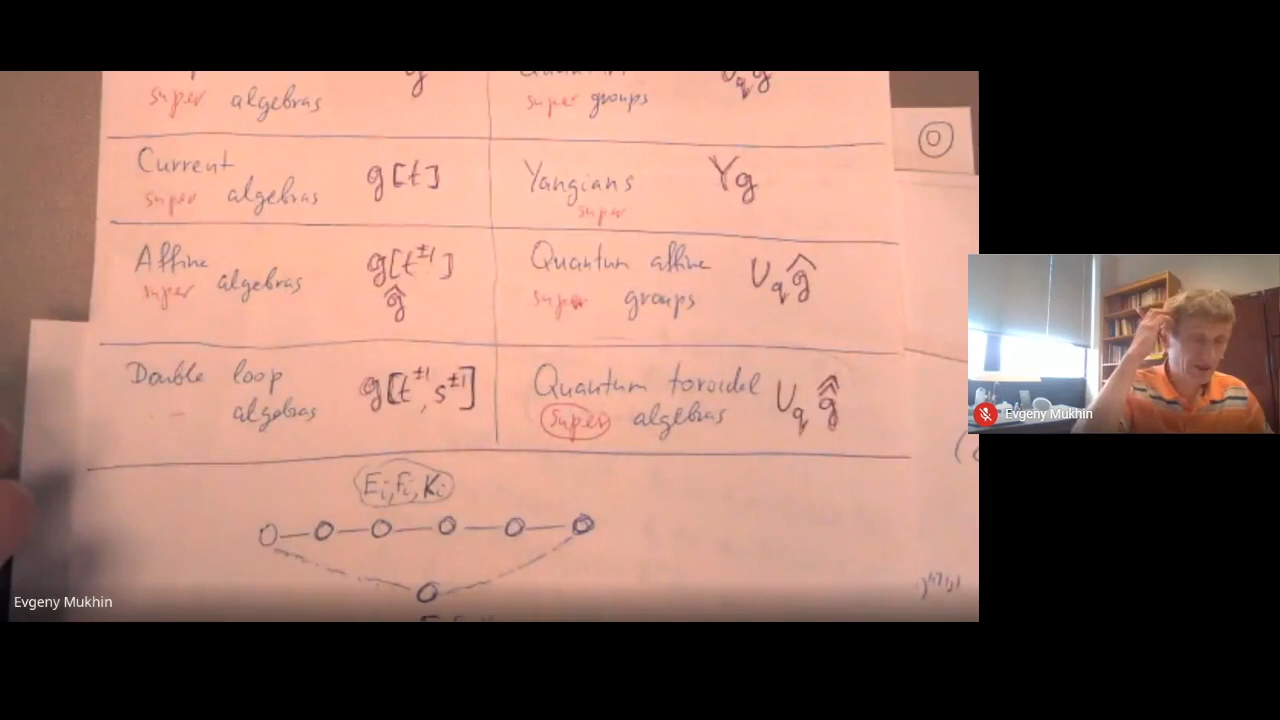 super algebras
g
super groups
U_q g
Current
super algebras
g[t]
Yangians
super
Yg
Affine
super algebras
g[t^{±1}]
ĝ
Quantum affine
super groups
U_q ĝ
Double loop
algebras
g[t^{±1}, s^{±1}]
Quantum toroidal
super algebras
U_q g^^
E_i, F_i, K_i
Evgeny Mukhin
Evgeny Mukhin